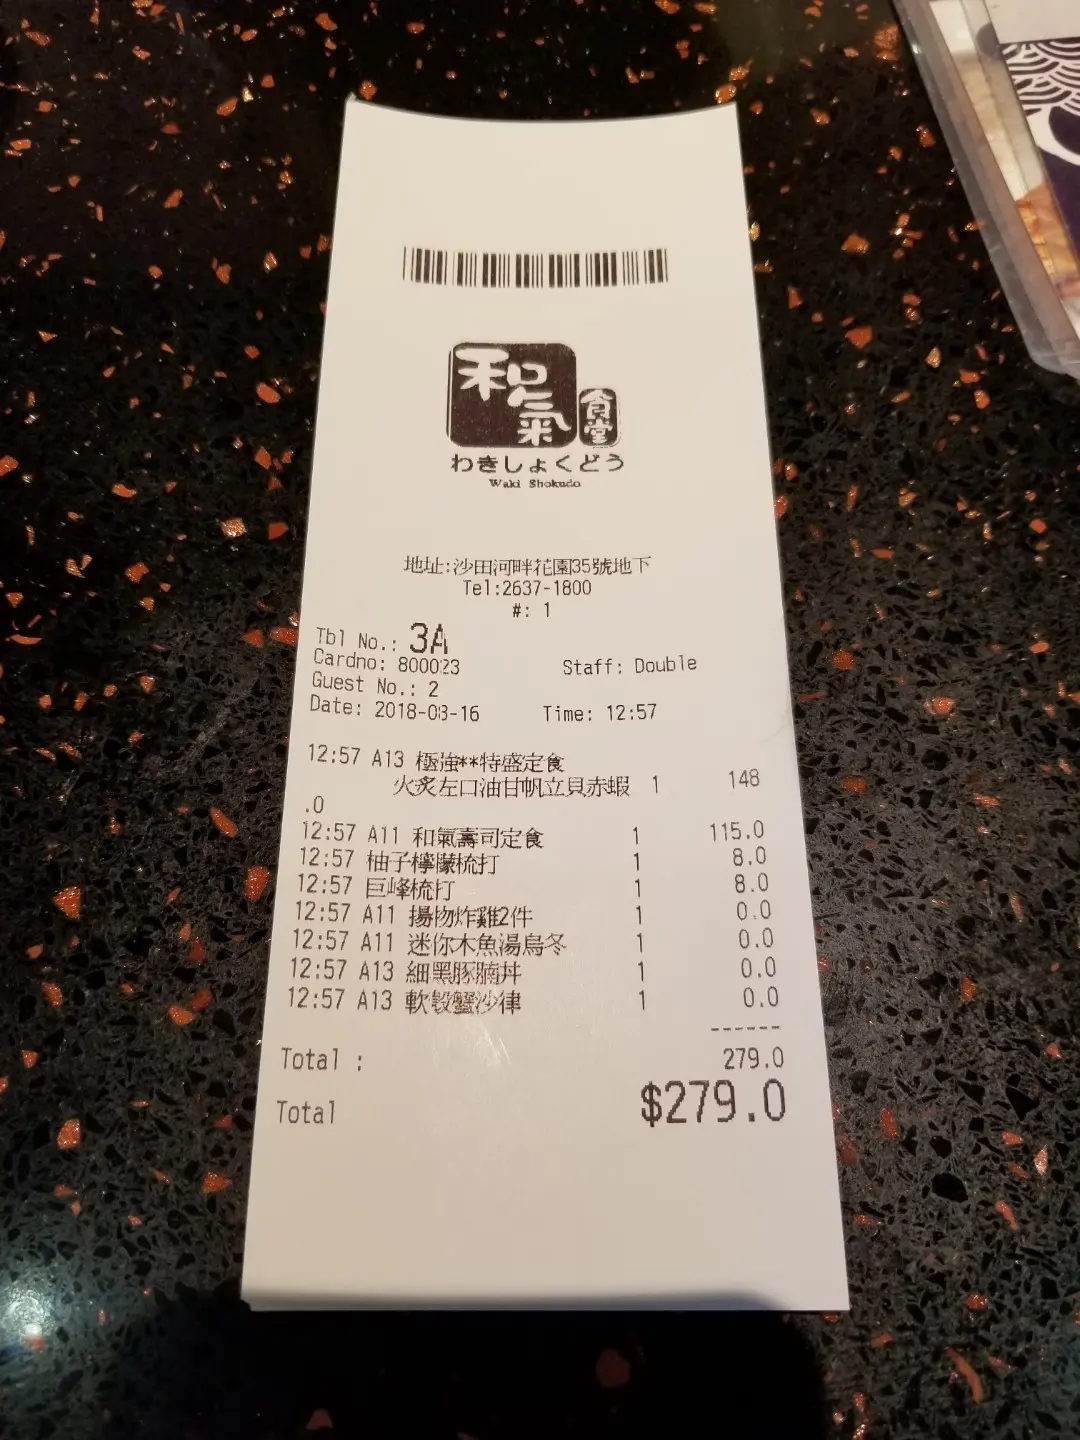 和氣
食堂
わきしょくどう
Waki Shokudo
地址:沙田河畔花園35號地下
Tel:2637-1800
#: 1
Tbl No.: 3A
Cardno: 800023 Staff: Double
Guest No.: 2
Date: 2018-08-16 Time: 12:57
12:57 A13 極強**特盛定食
火炙左口油甘帆立貝赤蝦 1 148
.0
12:57 A11 和氣壽司定食 1 115.0
12:57 柚子檸檬梳打 1 8.0
12:57 巨峰梳打 1 8.0
12:57 A11 揚物炸雞2件 1 0.0
12:57 A11 迷你木魚湯烏冬 1 0.0
12:57 A13 細黑豚腩丼 1 0.0
12:57 A13 軟殼蟹沙律 1 0.0
------
Total : 279.0
Total $279.0